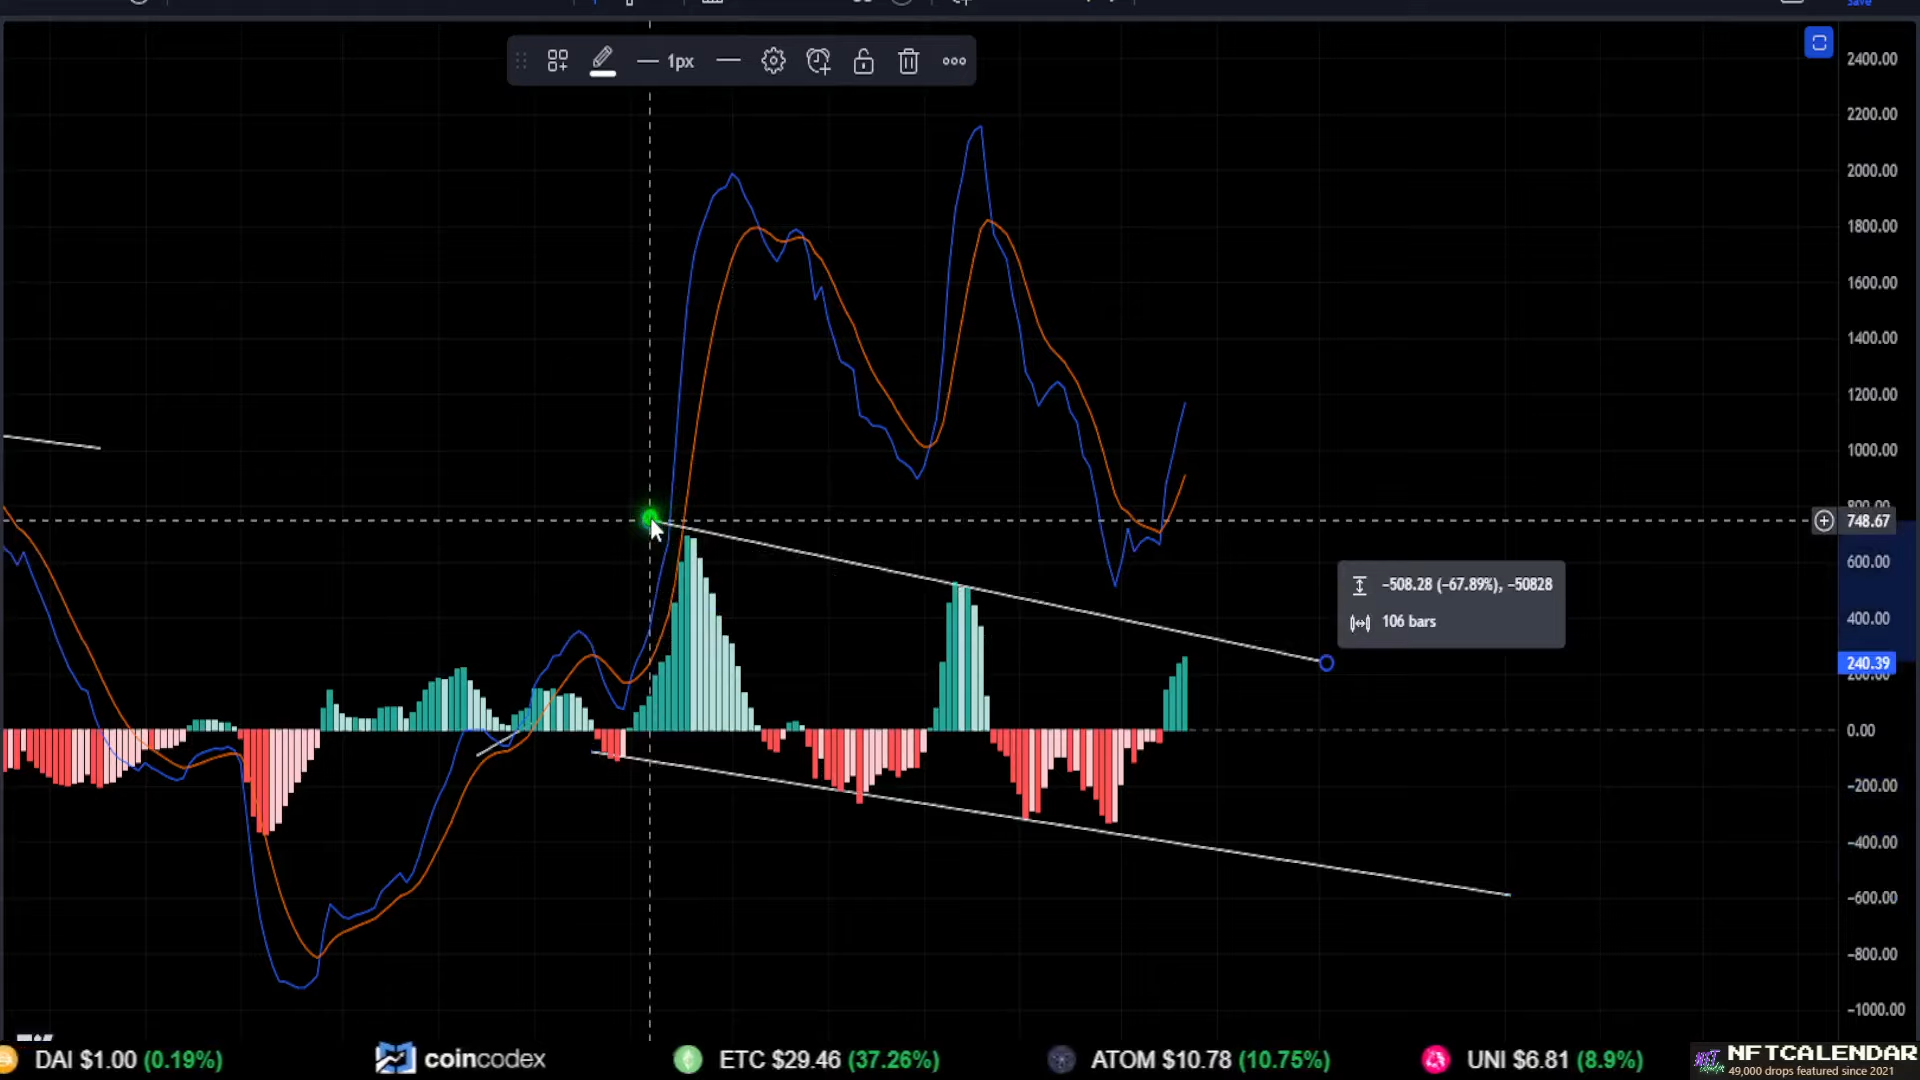 Save
1px
2400.00
2200.00
2000.00
1800.00
1600.00
1400.00
1200.00
1000.00
800.00
748.67
600.00
-508.28 (-67.89%), -50828
106 bars
400.00
240.39
200.00
0.00
-200.00
-400.00
-600.00
-800.00
-1000.00
DAI $1.00 (0.19%)
coincodex
ETC $29.46 (37.26%)
ATOM $10.78 (10.75%)
UNI $6.81 (8.9%)
NFTCALENDAR
49,000 drops featured since 2021